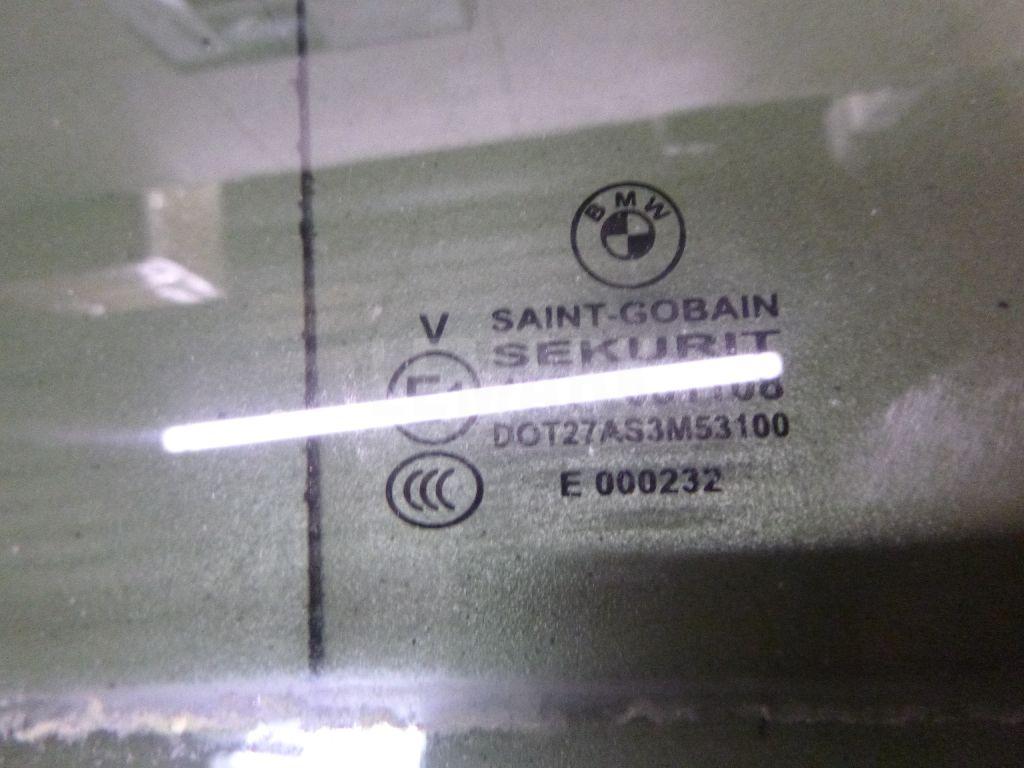 BMW
V
SAINT-GOBAIN
SEKURIT
DOT27AS3M53100
E 000232